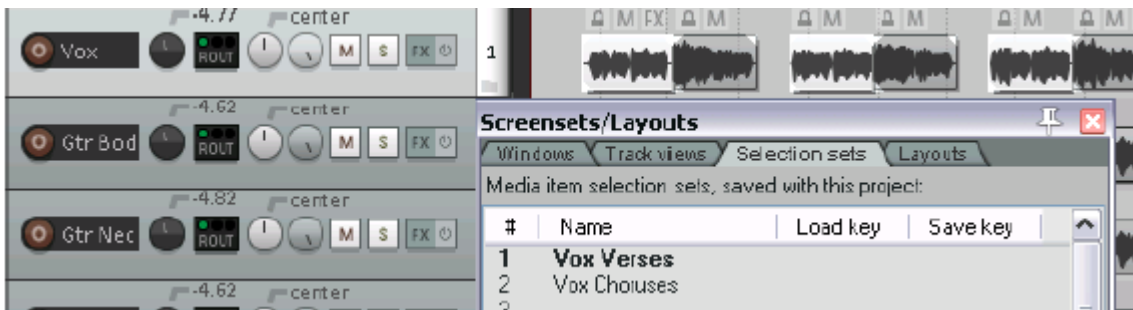 -4.77 center
Vox ROUT M S FX
1
M FX M M M M M
-4.62 center
Gtr Bod ROUT M S FX
-4.82 center
Gtr Nec ROUT M S FX
-4.62 center
Screensets/Layouts
Windows Track views Selection sets Layouts
Media item selection sets, saved with this project:
# Name Load key Save key
1 Vox Verses
2 Vox Choruses